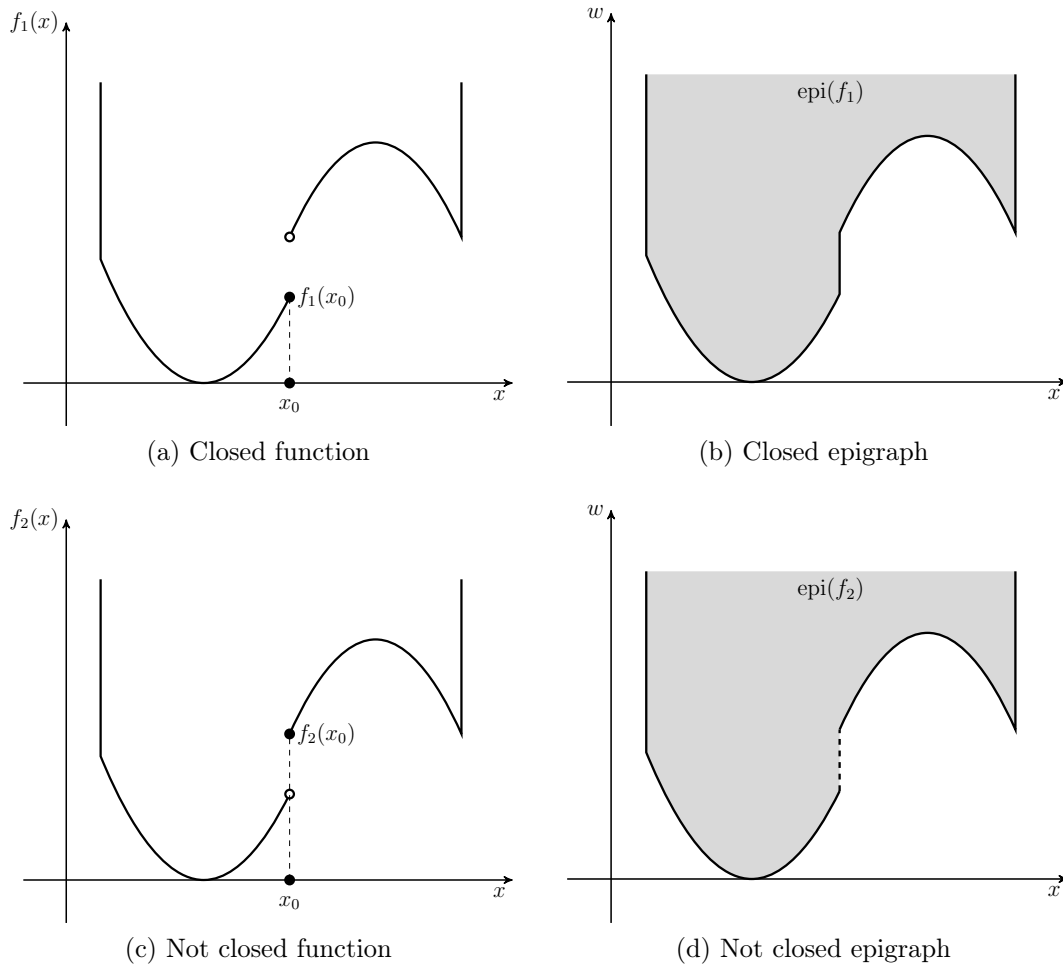 f₁(x)
f₁(x₀)
x₀
x
(a) Closed function
w
epi(f₁)
x
(b) Closed epigraph
f₂(x)
f₂(x₀)
x₀
x
(c) Not closed function
w
epi(f₂)
x
(d) Not closed epigraph